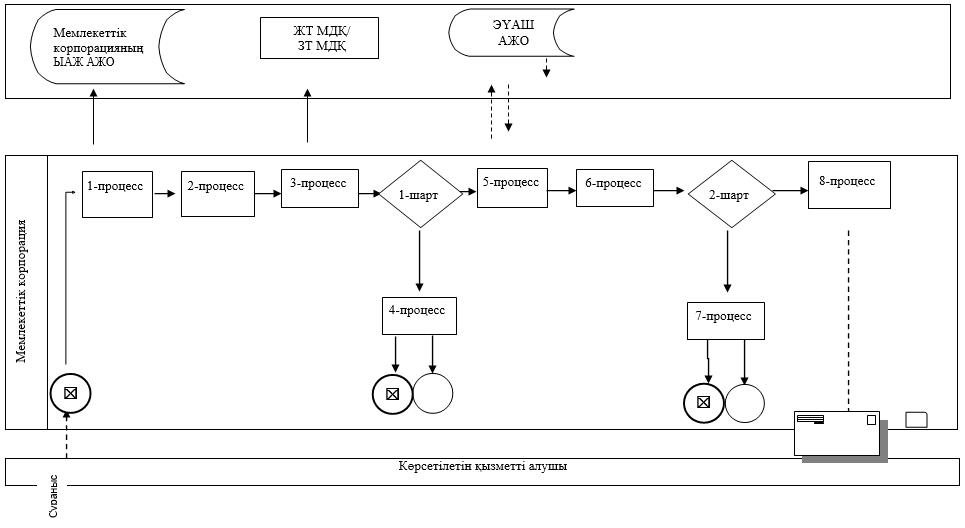 Мемлекеттік
корпорацияның
ЫАЖ АЖО
ЖТ МДҚ/
ЗТ МДҚ
ЭҮАШ
АЖО
Мемлекеттік корпорация
1-процесс
2-процесс
3-процесс
1-шарт
5-процесс
6-процесс
2-шарт
8-процесс
4-процесс
7-процесс
Көрсетілетін қызметті алушы
Сұраныс